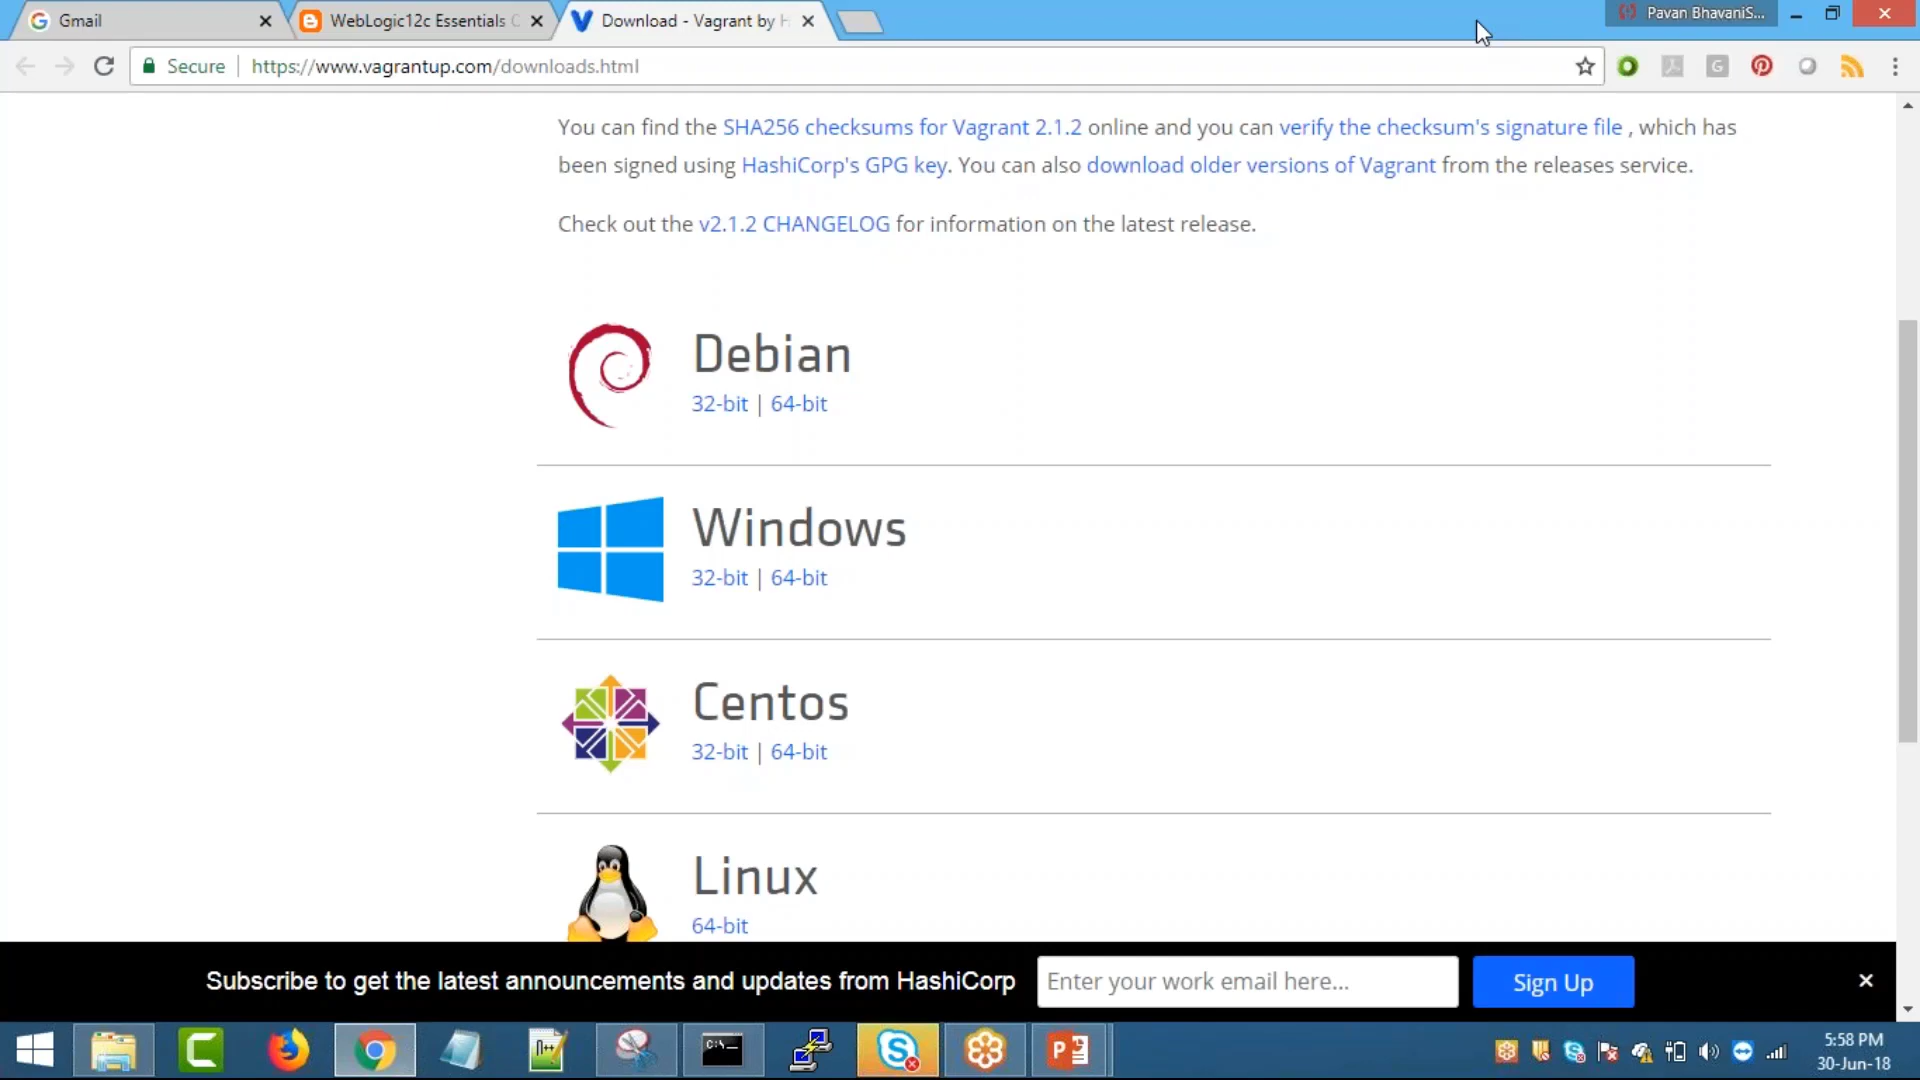 Gmail
WebLogic12c Essentials
Download - Vagrant by H
Pavan BhavaniS...
Secure
https://www.vagrantup.com/downloads.html
You can find the SHA256 checksums for Vagrant 2.1.2 online and you can verify the checksum's signature file , which has
been signed using HashiCorp's GPG key. You can also download older versions of Vagrant from the releases service.
Check out the v2.1.2 CHANGELOG for information on the latest release.
Debian
32-bit | 64-bit
Windows
32-bit | 64-bit
Centos
32-bit | 64-bit
Linux
64-bit
Subscribe to get the latest announcements and updates from HashiCorp
Enter your work email here...
Sign Up
5:58 PM
30-Jun-18